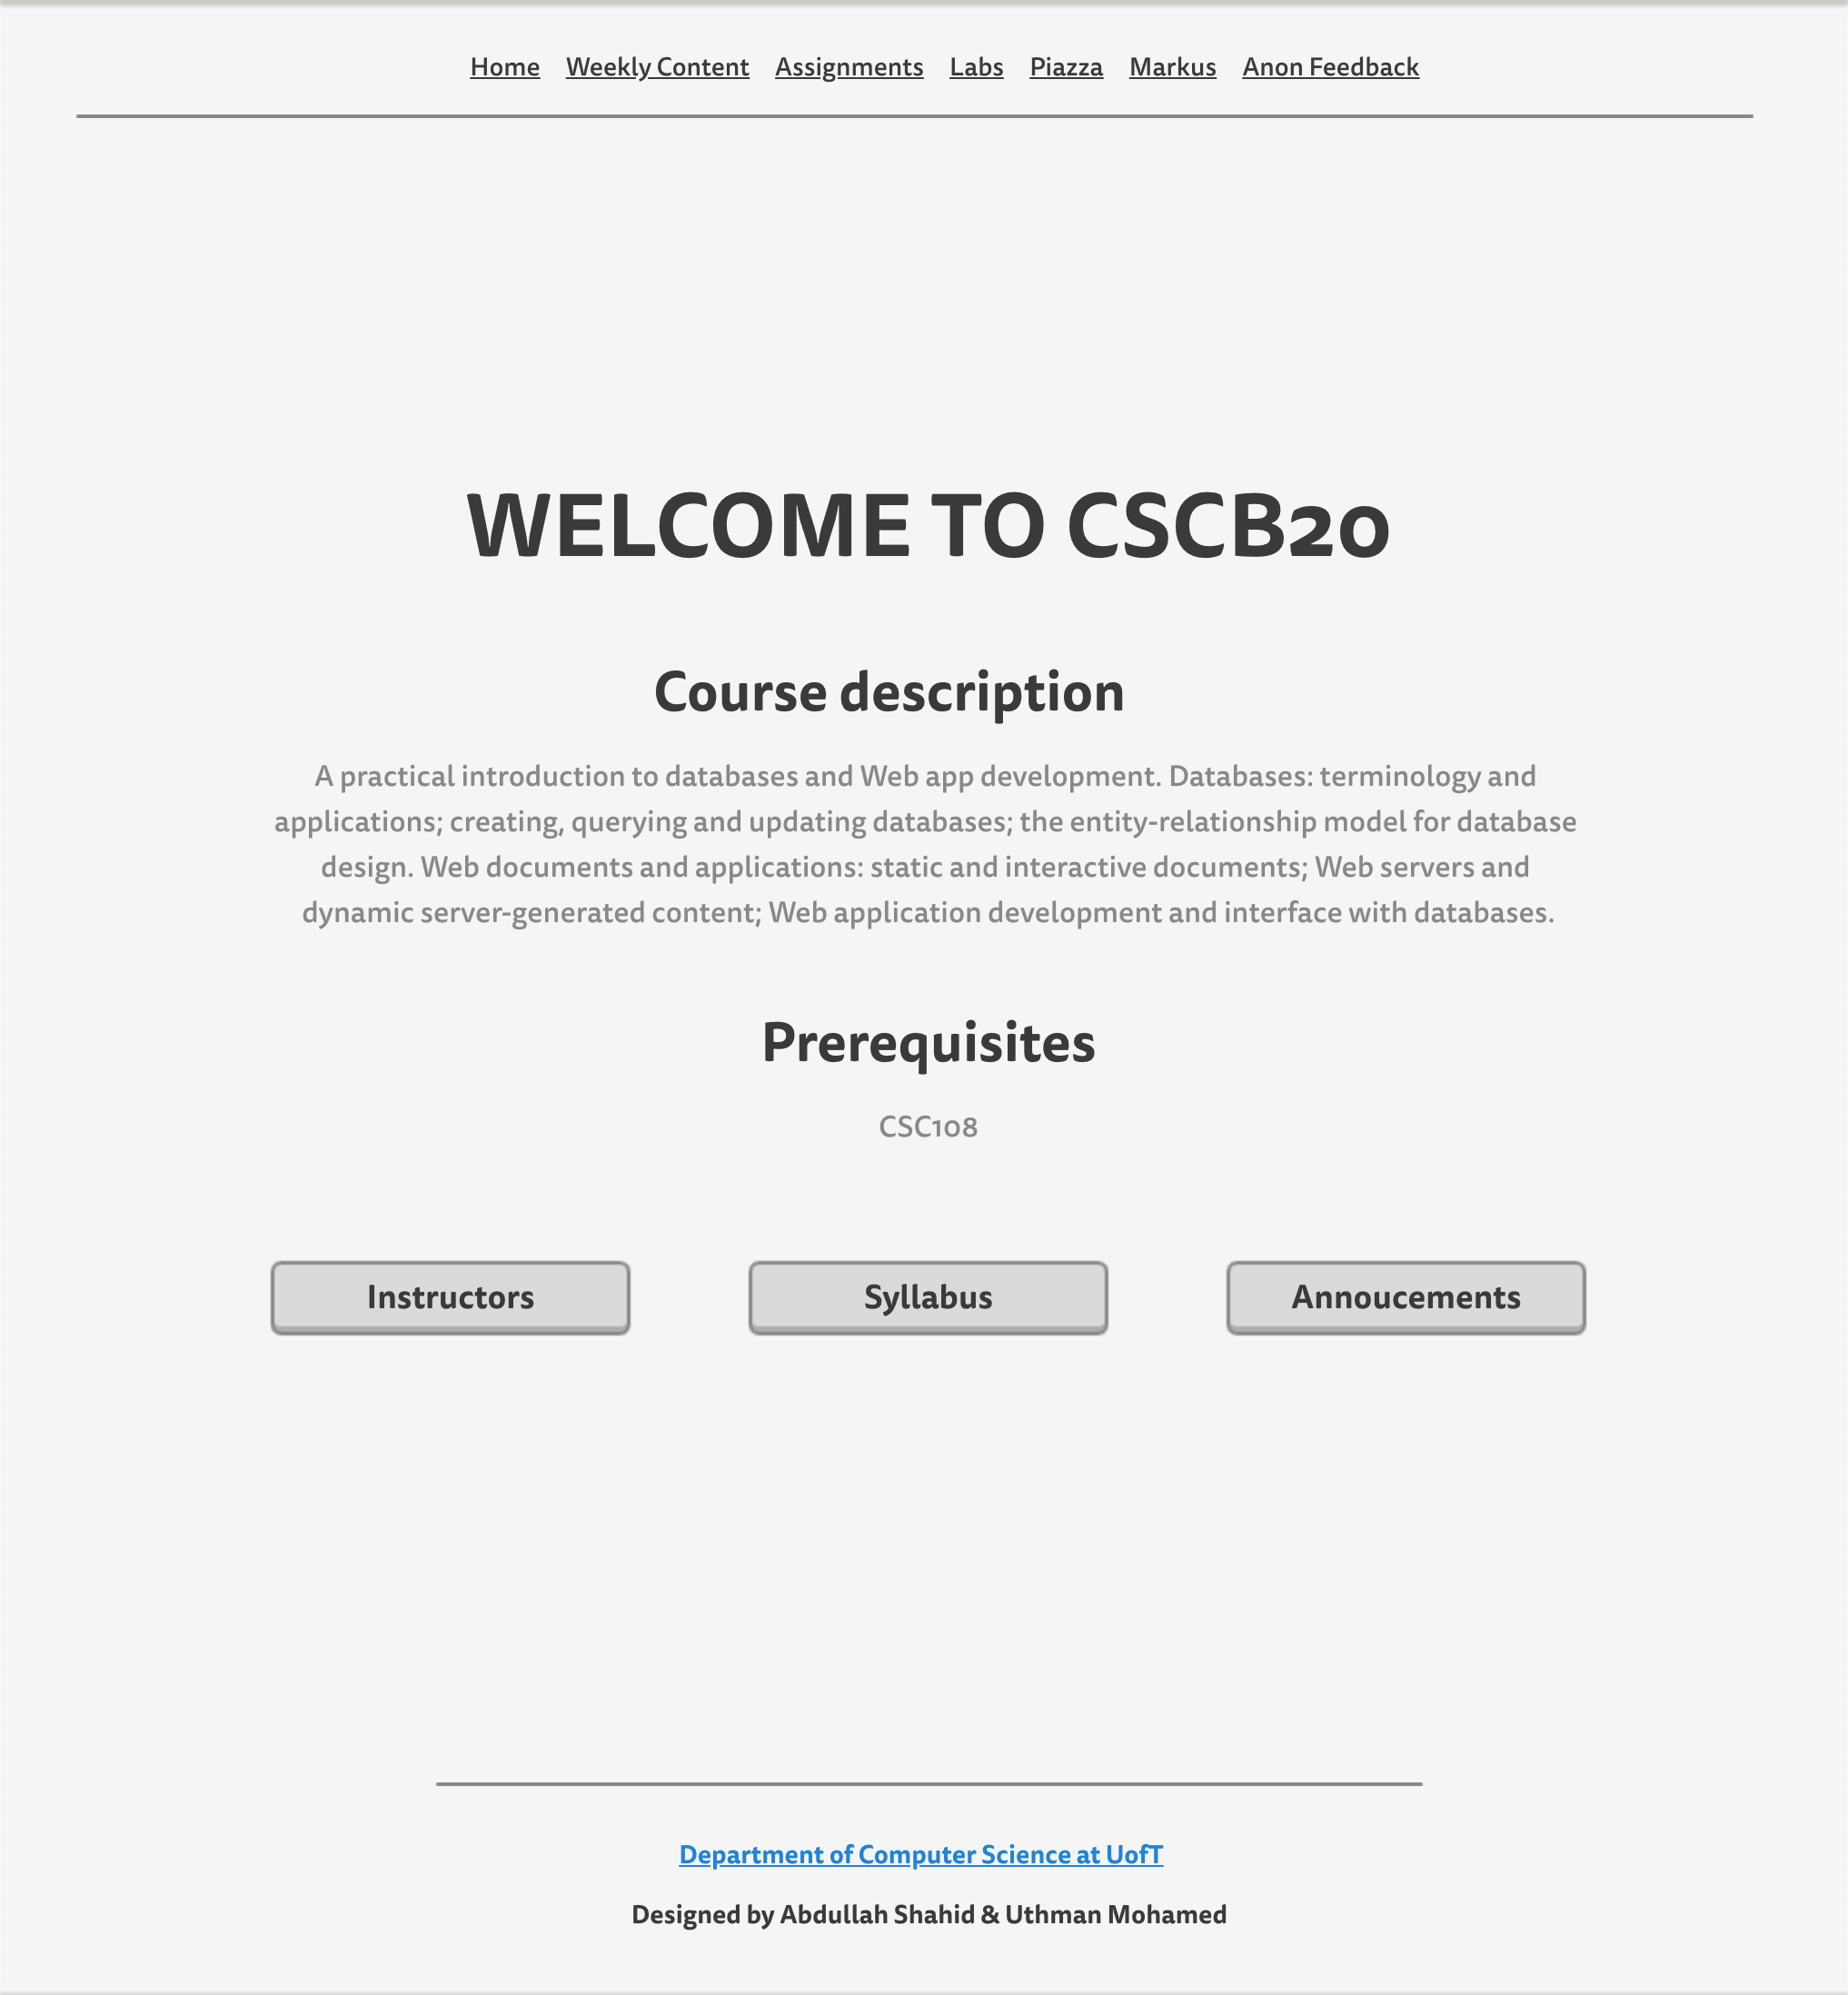 Home Weekly Content Assignments Labs Piazza Markus Anon Feedback
WELCOME TO CSCB20
Course description
A practical introduction to databases and Web app development. Databases: terminology and
applications; creating, querying and updating databases; the entity-relationship model for database
design. Web documents and applications: static and interactive documents; Web servers and
dynamic server-generated content; Web application development and interface with databases.
Prerequisites
CSC108
Instructors Syllabus Annoucements
Department of Computer Science at UofT
Designed by Abdullah Shahid & Uthman Mohamed